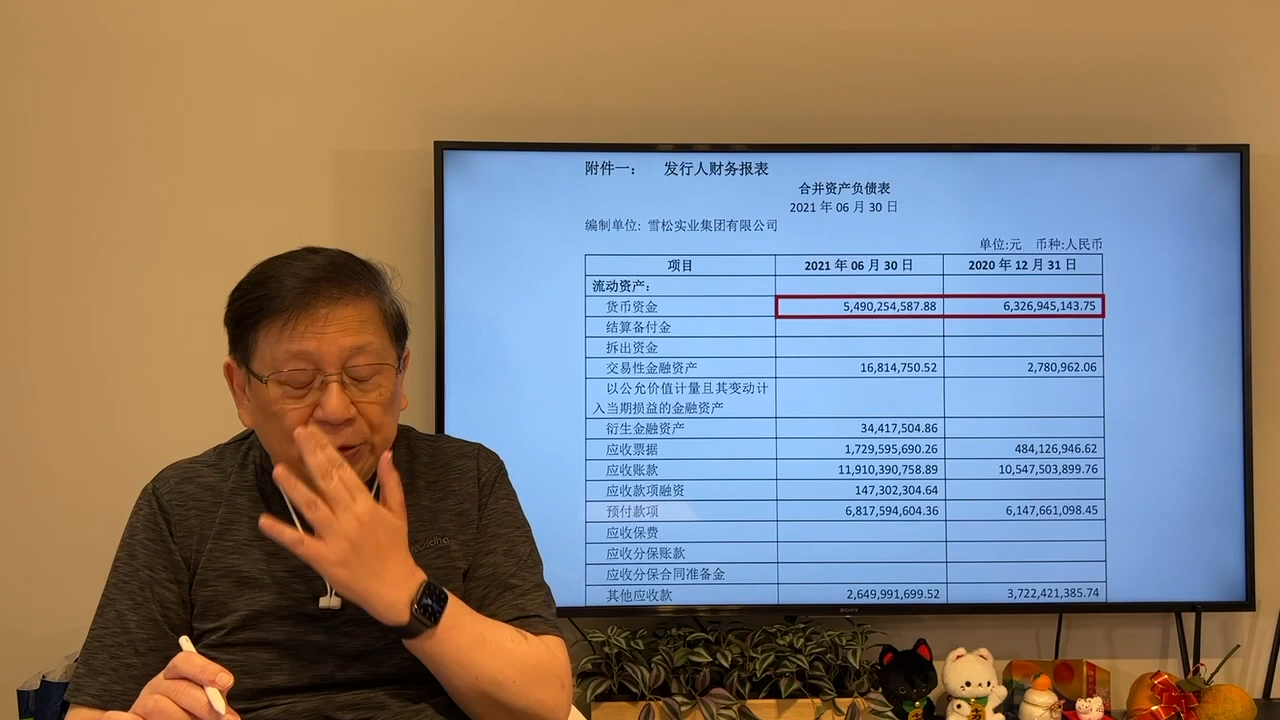 附件一： 发行人财务报表
合并资产负债表
2021 年 06 月 30 日
编制单位: 雪松实业集团有限公司
单位:元 币种:人民币
项目 2021 年 06 月 30 日 2020 年 12 月 31 日
流动资产：
货币资金 5,490,254,587.88 6,326,945,143.75
结算备付金
拆出资金
交易性金融资产 16,814,750.52 2,780,962.06
以公允价值计量且其变动计
入当期损益的金融资产
衍生金融资产 34,417,504.86
应收票据 1,729,595,690.26 484,126,946.62
应收账款 11,910,390,758.89 10,547,503,899.76
应收款项融资 147,302,304.64
预付款项 6,817,594,604.36 6,147,661,098.45
应收保费
应收分保账款
应收分保合同准备金
其他应收款 2,649,991,699.52 3,722,421,385.74
SONY